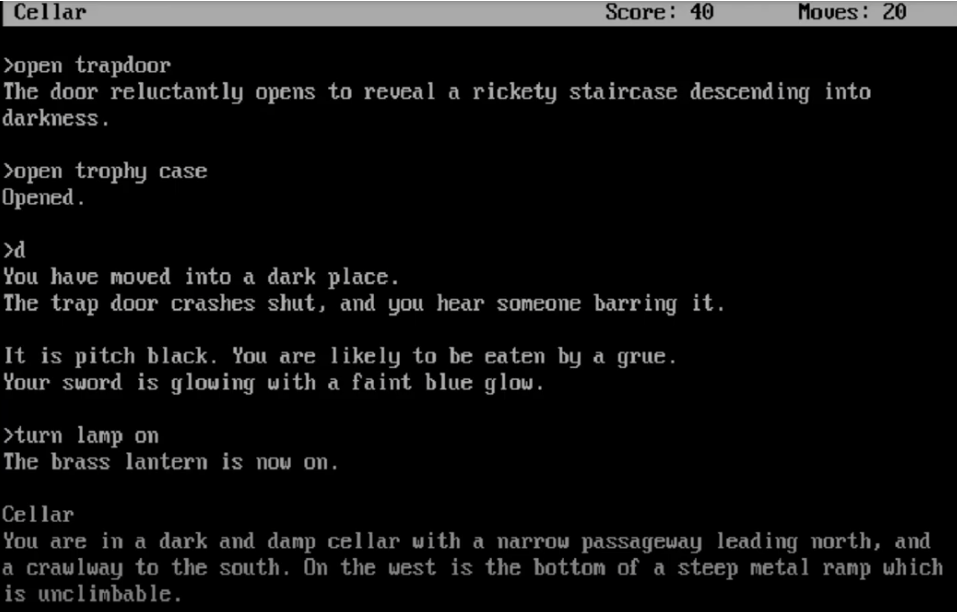 Cellar Score: 40 Moves: 20
>open trapdoor
The door reluctantly opens to reveal a rickety staircase descending into
darkness.
>open trophy case
Opened.
>d
You have moved into a dark place.
The trap door crashes shut, and you hear someone barring it.
It is pitch black. You are likely to be eaten by a grue.
Your sword is glowing with a faint blue glow.
>turn lamp on
The brass lantern is now on.
Cellar
You are in a dark and damp cellar with a narrow passageway leading north, and
a crawlway to the south. On the west is the bottom of a steep metal ramp which
is unclimbable.